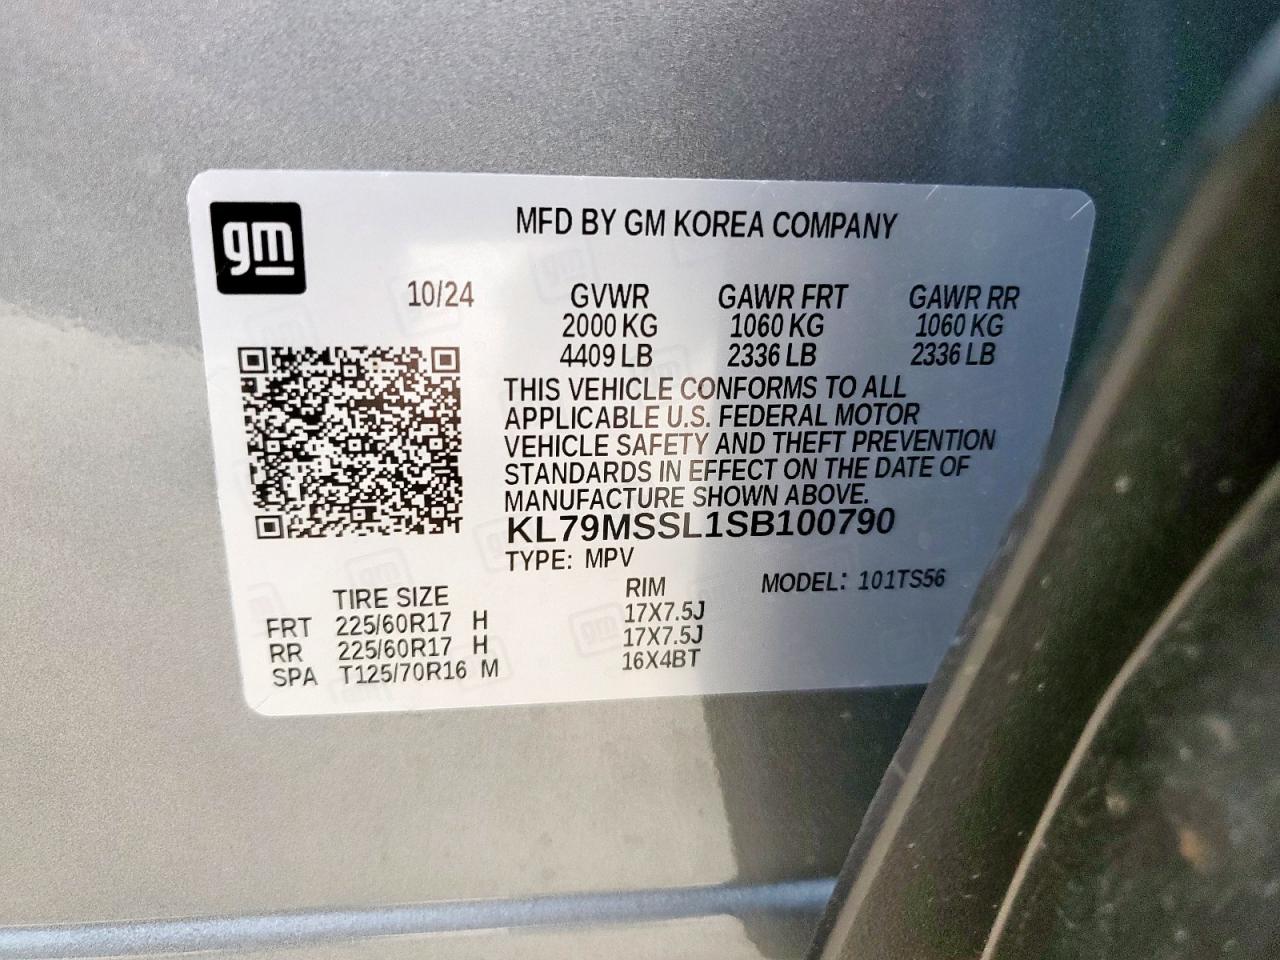 gm
MFD BY GM KOREA COMPANY
10/24
GVWR GAWR FRT GAWR RR
2000 KG 1060 KG 1060 KG
4409 LB 2336 LB 2336 LB
THIS VEHICLE CONFORMS TO ALL
APPLICABLE U.S. FEDERAL MOTOR
VEHICLE SAFETY AND THEFT PREVENTION
STANDARDS IN EFFECT ON THE DATE OF
MANUFACTURE SHOWN ABOVE.
KL79MSSL1SB100790
TYPE: MPV
TIRE SIZE RIM MODEL: 101TS56
FRT 225/60R17 H 17X7.5J
RR 225/60R17 H 17X7.5J
SPA T125/70R16 M 16X4BT